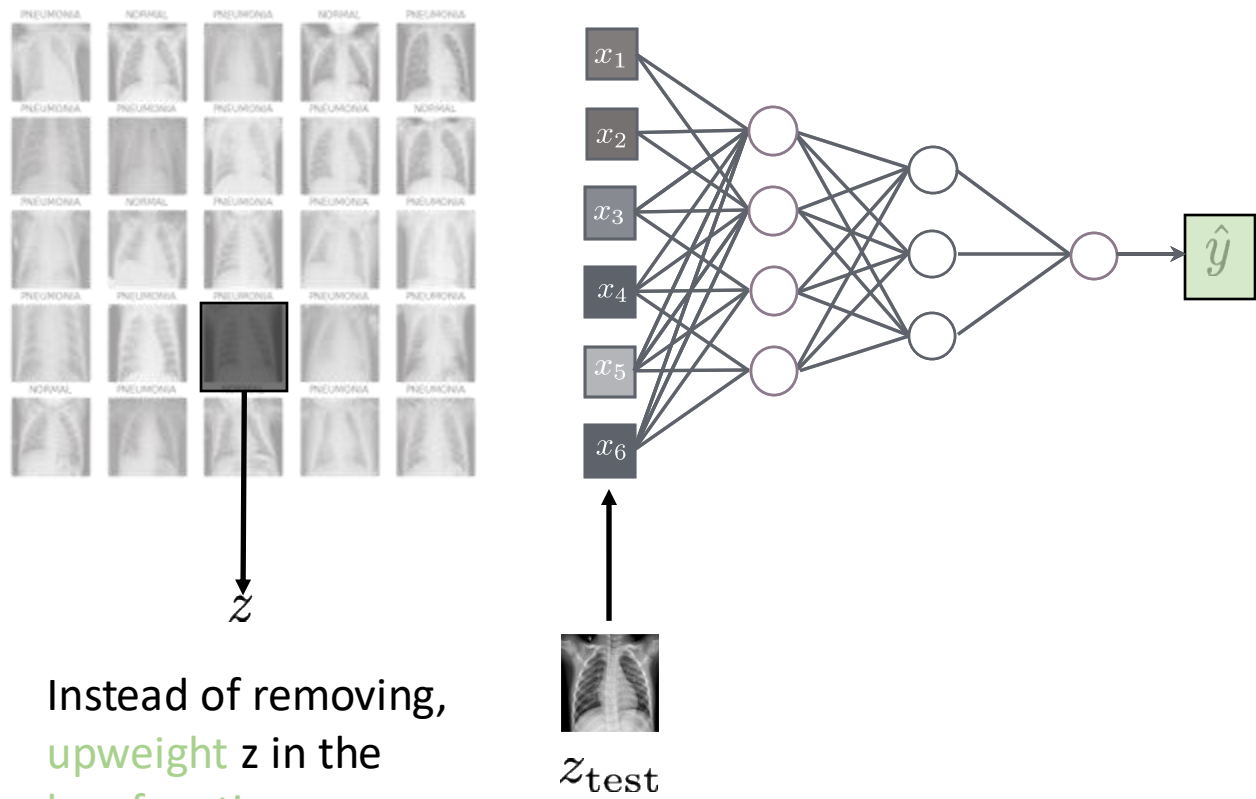 PNEUMONIA NORMAL PNEUMONIA NORMAL PNEUMONIA
PNEUMONIA PNEUMONIA PNEUMONIA PNEUMONIA NORMAL
PNEUMONIA NORMAL PNEUMONIA PNEUMONIA PNEUMONIA
PNEUMONIA PNEUMONIA PNEUMONIA PNEUMONIA PNEUMONIA
NORMAL PNEUMONIA NORMAL PNEUMONIA PNEUMONIA
z
Instead of removing,
upweight z in the
x₁
x₂
x₃
x₄
x₅
x₆
ŷ
z_test